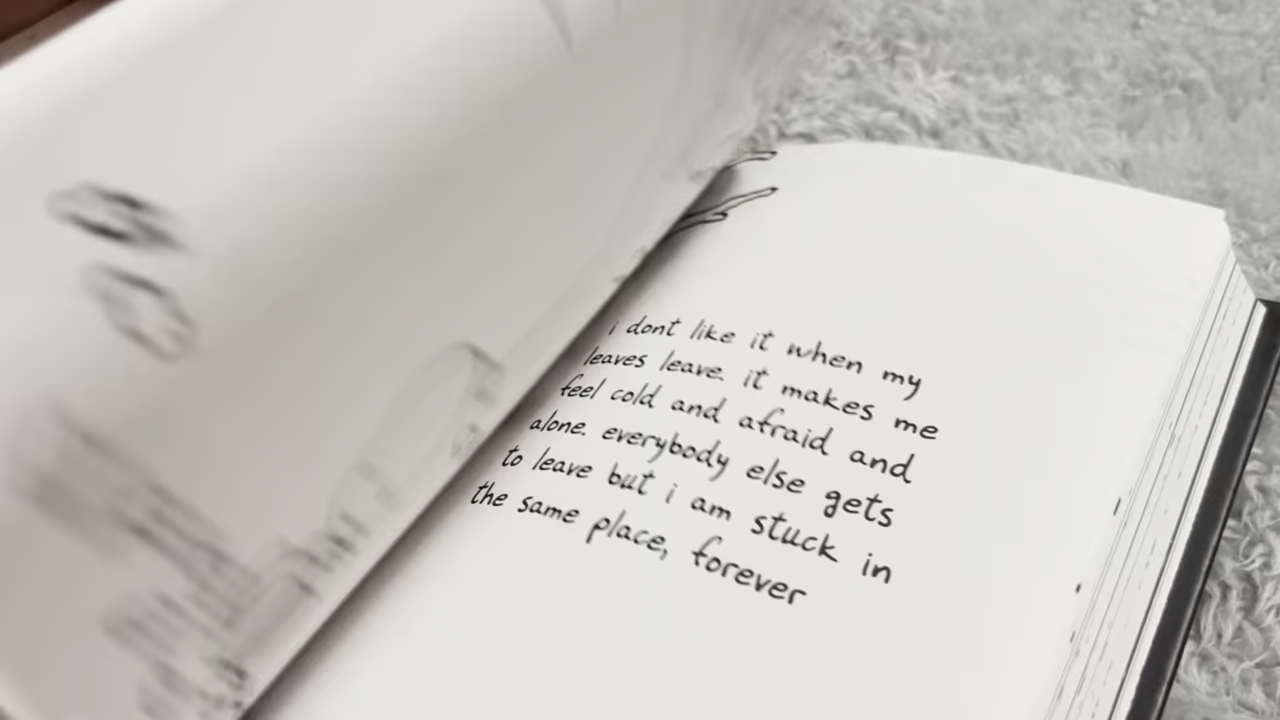 i dont like it when my
leaves leave. it makes me
feel cold and afraid and
alone. everybody else gets
to leave but i am stuck in
the same place, forever